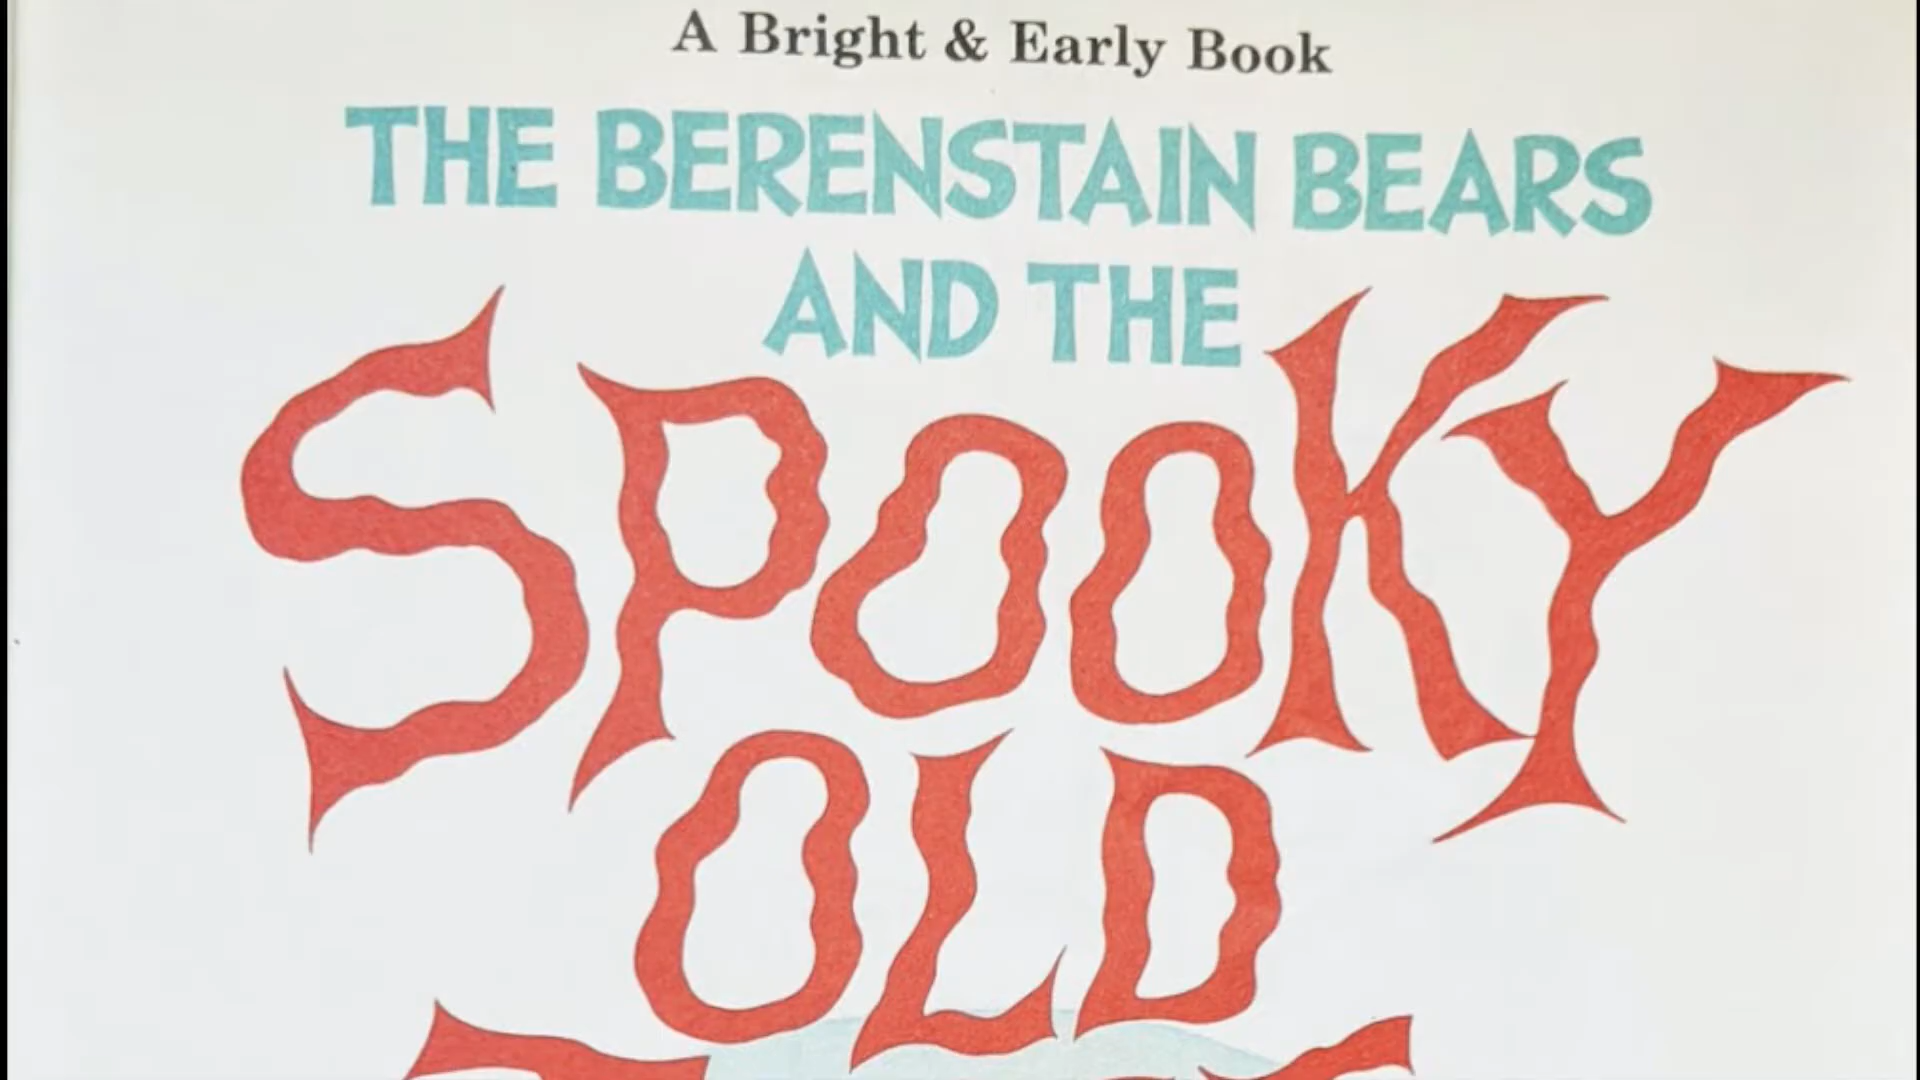 A Bright & Early Book
THE BERENSTAIN BEARS
AND THE
SPOOKY
OLD